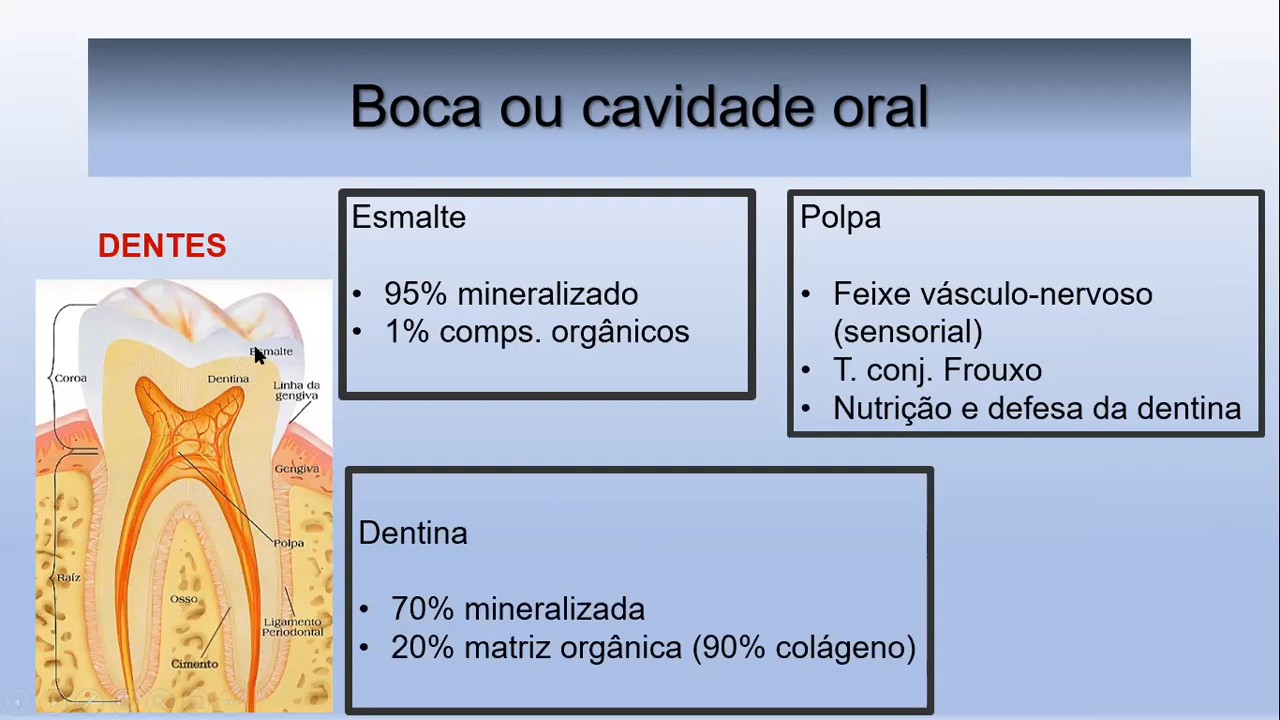 Boca ou cavidade oral
DENTES
Esmalte
Coroa
Dentina
Linha da
gengiva
Gengiva
Polpa
Raíz
Osso
Ligamento
Periodontal
Cimento
Esmalte
• 95% mineralizado
• 1% comps. orgânicos
Polpa
• Feixe vásculo-nervoso
(sensorial)
• T. conj. Frouxo
• Nutrição e defesa da dentina
Dentina
• 70% mineralizada
• 20% matriz orgânica (90% colágeno)